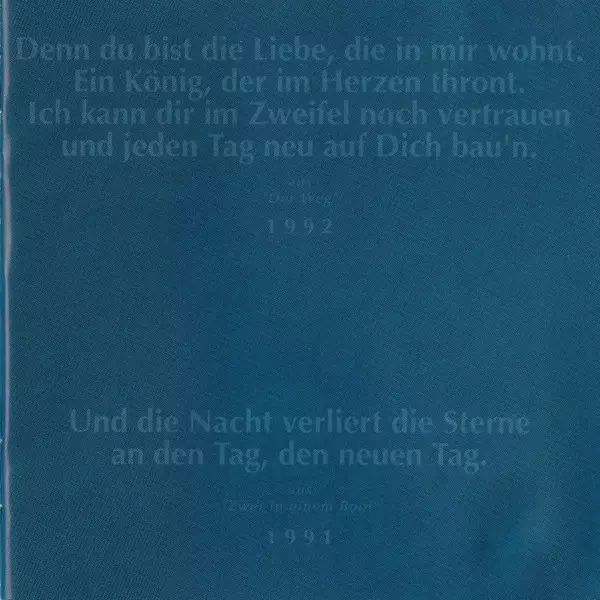 Denn du bist die Liebe, die in mir wohnt.
Ein König, der im Herzen thront.
Ich kann dir im Zweifel noch vertrauen
und jeden Tag neu auf Dich bau'n.
aus
"Der Weg"
1992
Und die Nacht verliert die Sterne
an den Tag, den neuen Tag.
aus
"Zwei in einem Boot"
1991